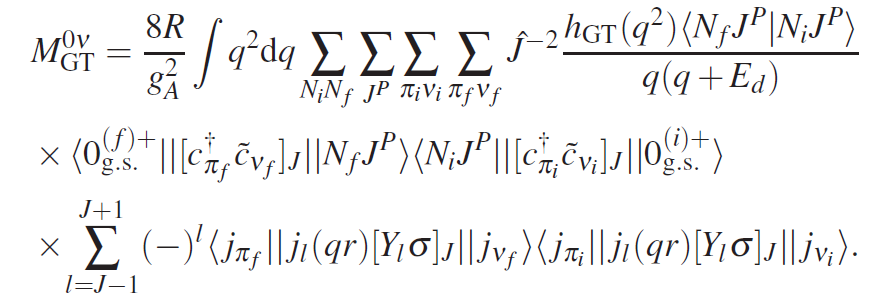 M^{0ν}_{GT} = \frac{8R}{g_A^2} ∫ q^2 dq \sum_{N_i N_f} \sum_{J^P} \sum_{π_i ν_i} \sum_{π_f ν_f} \hat{J}^{-2} \frac{h_{GT}(q^2)⟨N_f J^P|N_i J^P⟩}{q(q + E_d)}
× ⟨0^{(f)+}_{g.s.}||[c^†_{π_f} \tilde{c}_{ν_f}]_J||N_f J^P⟩⟨N_i J^P||[c^†_{π_i} \tilde{c}_{ν_i}]_J||0^{(i)+}_{g.s.}⟩
× \sum_{l=J−1}^{J+1} (−)^l ⟨j_{π_f}||j_l(qr)[Y_l σ]_J||j_{ν_f}⟩⟨j_{π_i}||j_l(qr)[Y_l σ]_J||j_{ν_i}⟩.